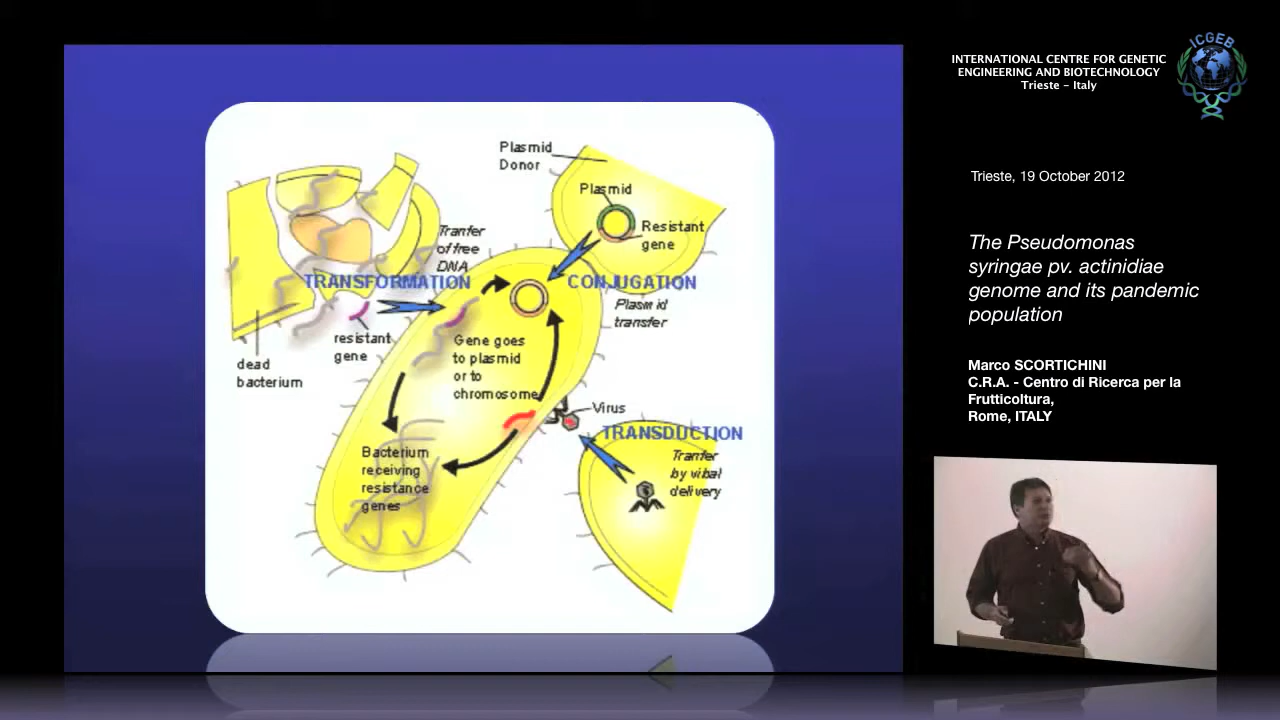 Plasmid
Donor
Plasmid
Resistant
gene
Tranfer
of free
DNA
TRANSFORMATION
CONJUGATION
Plasmid
transfer
resistant
gene
dead
bacterium
Gene goes
to plasmid
or to
chromosome
Virus
TRANSDUCTION
Tranfer
by vibal
delivery
Bacterium
receiving
resistance
genes
INTERNATIONAL CENTRE FOR GENETIC
ENGINEERING AND BIOTECHNOLOGY
Trieste - Italy
ICGEB
Trieste, 19 October 2012
The Pseudomonas
syringae pv. actinidiae
genome and its pandemic
population
Marco SCORTICHINI
C.R.A. - Centro di Ricerca per la
Frutticoltura,
Rome, ITALY